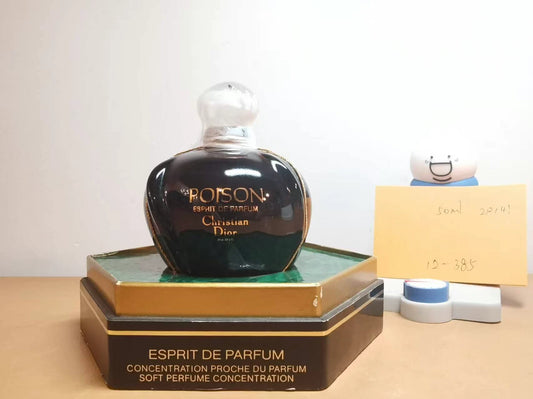 POISON
ESPRIT DE PARFUM
Christian
Dior
ESPRIT DE PARFUM
CONCENTRATION PROCHE DU PARFUM
SOFT PERFUME CONCENTRATION
50ml
12-385